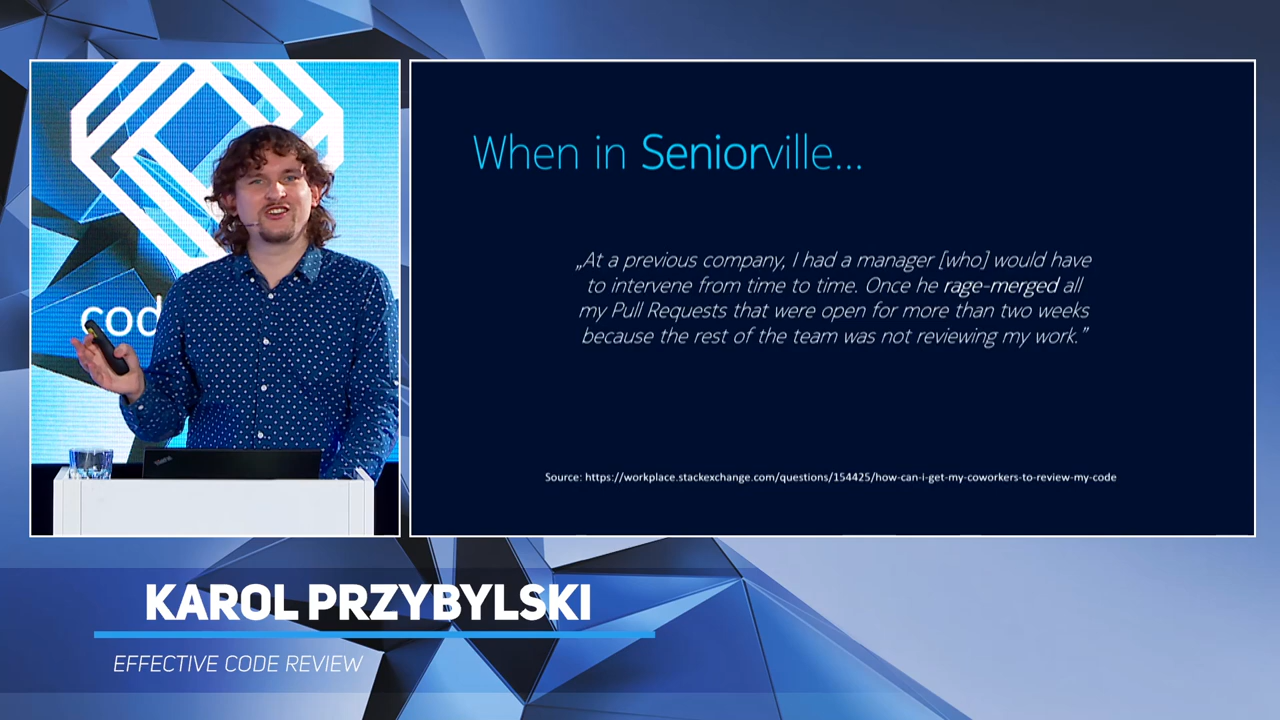 cod
When in Seniorville...
„At a previous company, I had a manager [who] would have
to intervene from time to time. Once he rage-merged all
my Pull Requests that were open for more than two weeks
because the rest of the team was not reviewing my work.”
Source: https://workplace.stackexchange.com/questions/154425/how-can-i-get-my-coworkers-to-review-my-code
KAROL PRZYBYLSKI
EFFECTIVE CODE REVIEW